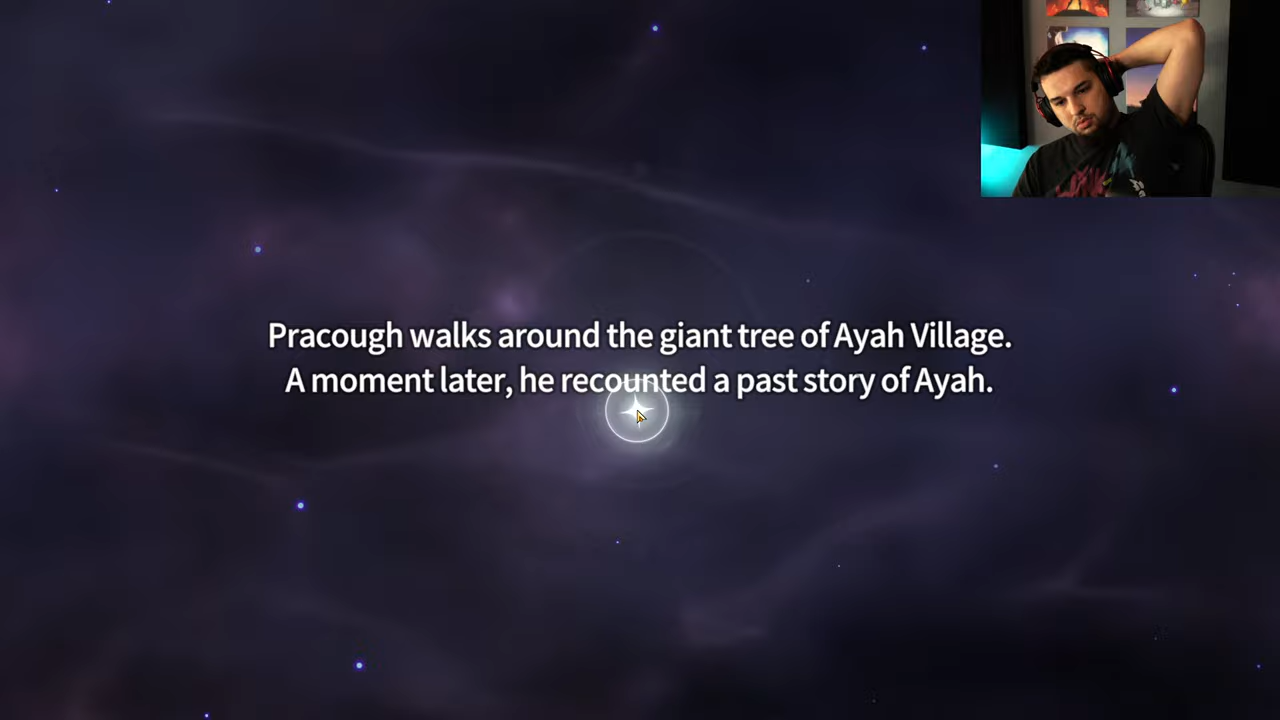 Pracough walks around the giant tree of Ayah Village.
A moment later, he recounted a past story of Ayah.